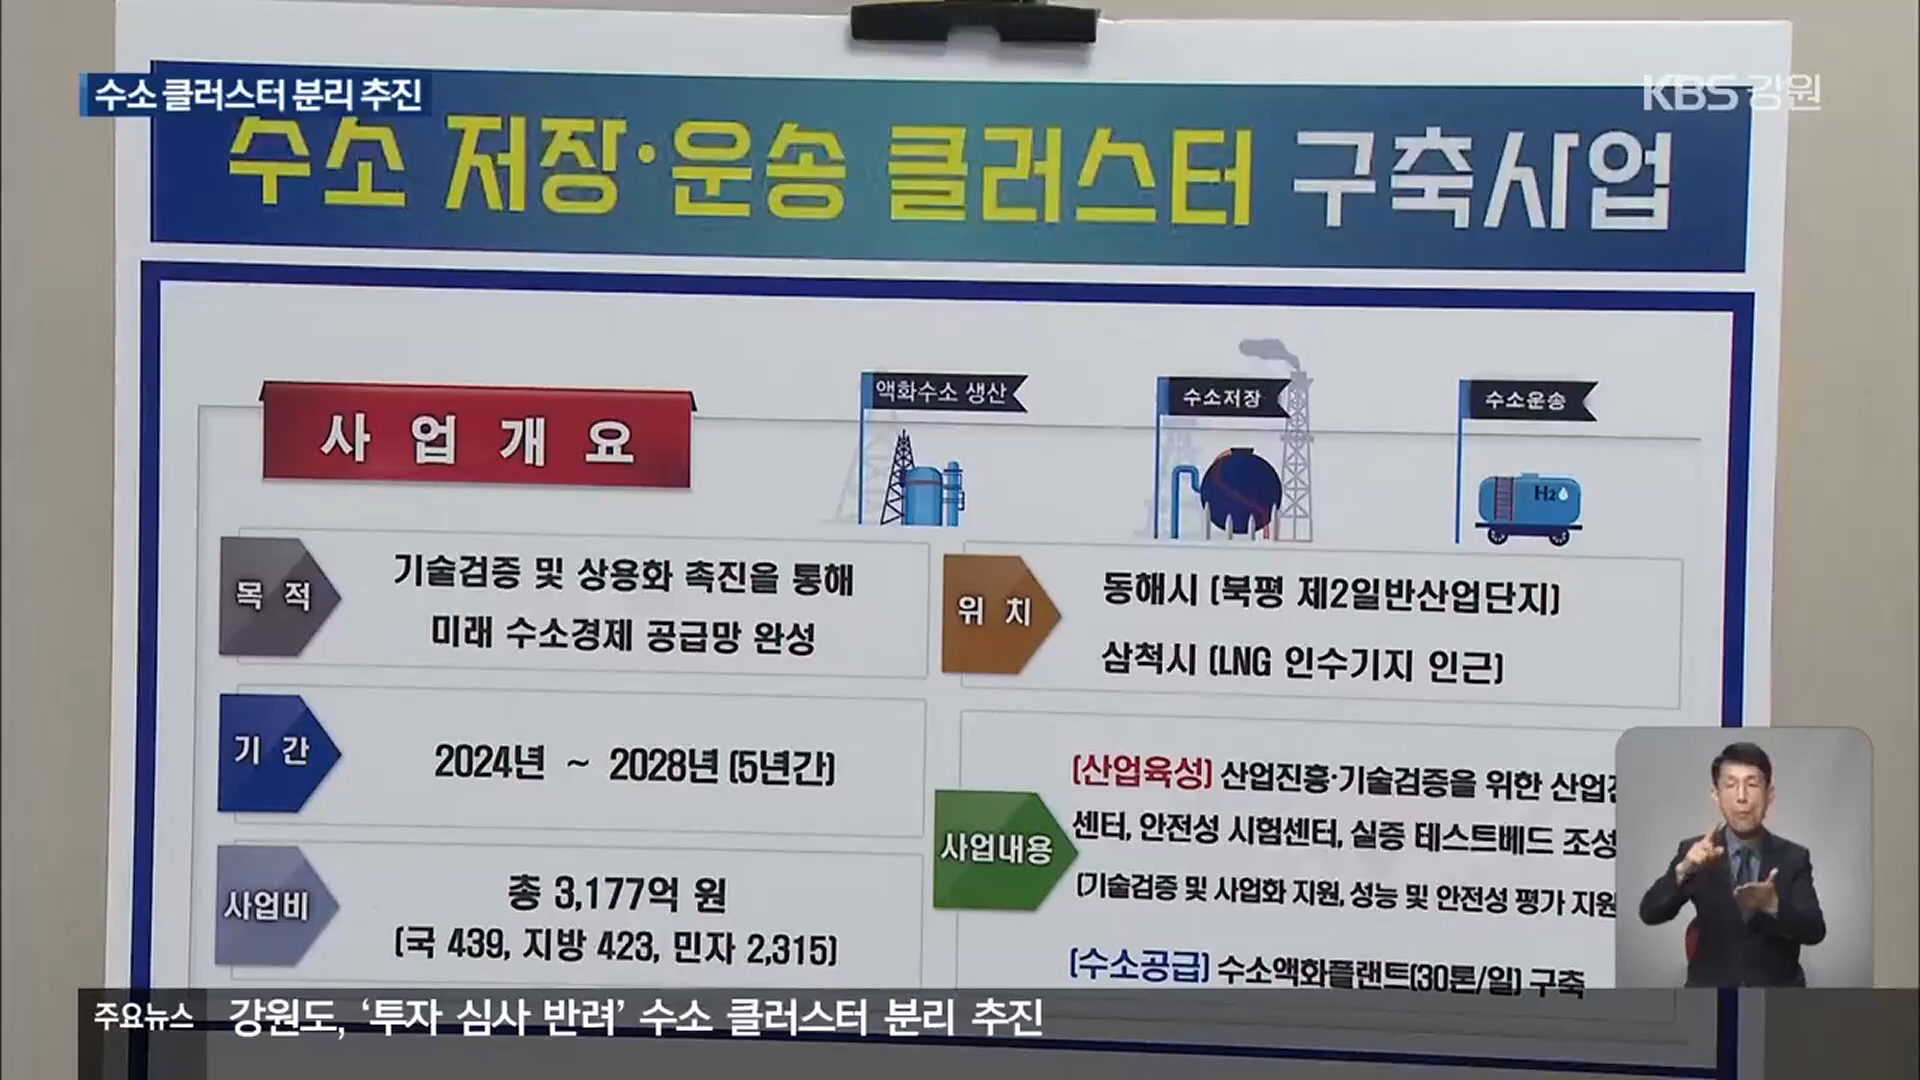 수소 클러스터 분리 추진
KBS 강원
수소 저장·운송 클러스터 구축사업
사업개요
액화수소 생산
수소저장
수소운송
H2
목적
기술검증 및 상용화 촉진을 통해
미래 수소경제 공급망 완성
위치
동해시 (북평 제2일반산업단지)
삼척시 (LNG 인수기지 인근)
기간
2024년 ~ 2028년 (5년간)
사업비
총 3,177억 원
(국 439, 지방 423, 민자 2,315)
사업내용
(산업육성) 산업진흥·기술검증을 위한
센터, 안전성 시험센터, 실증 테스트베드 조성
(기술검증 및 사업화 지원, 성능 및 안전성 평가 지원
(수소공급) 수소액화플랜트(30톤/일) 구축
주요뉴스
강원도, ‘투자 심사 반려’ 수소 클러스터 분리 추진